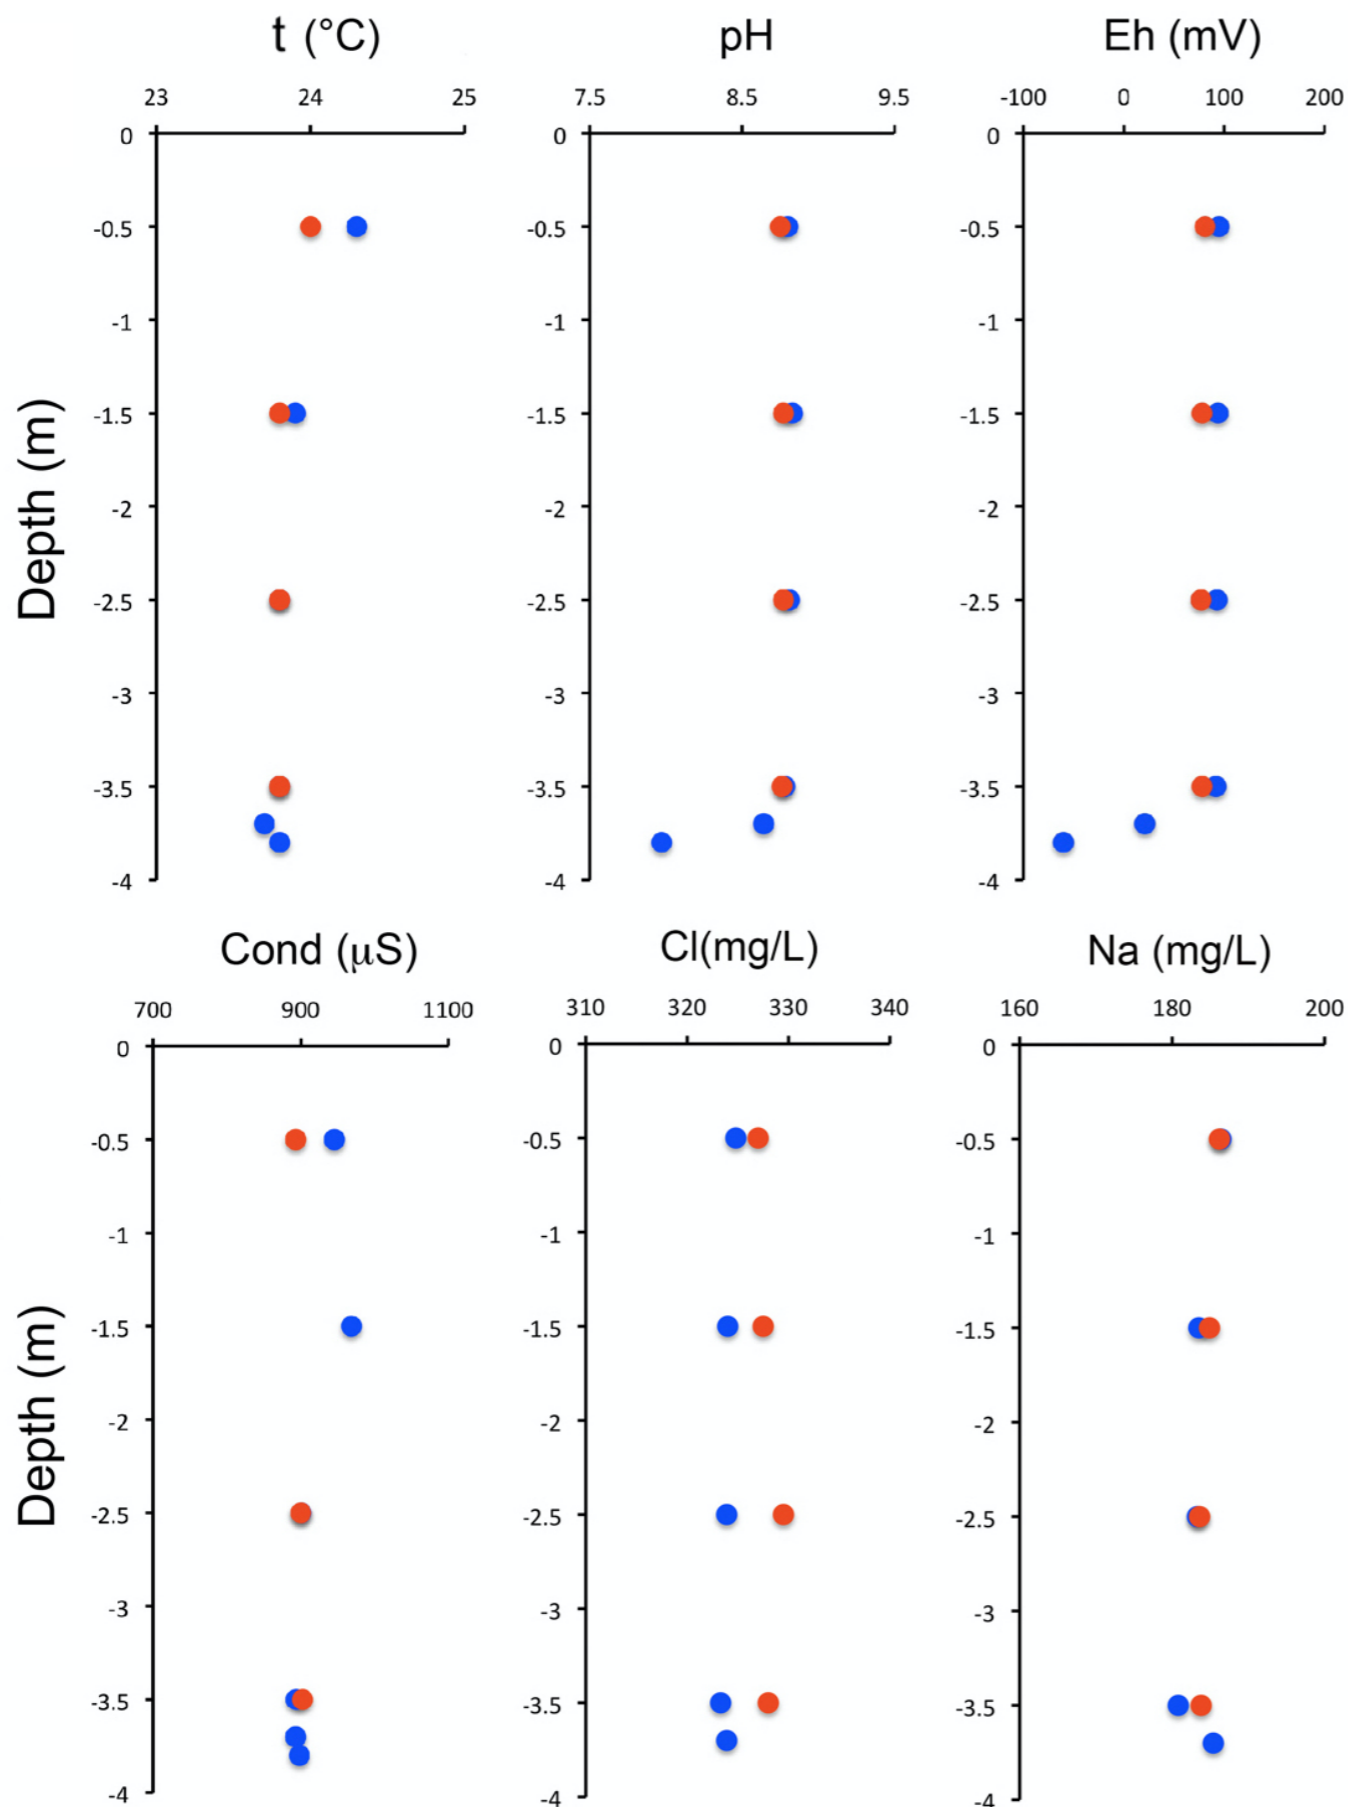 t (°C)
pH
Eh (mV)
23 24 25
7.5 8.5 9.5
-100 0 100 200
0 0 0
-0.5 -0.5 -0.5
-1 -1 -1
-1.5 -1.5 -1.5
-2 -2 -2
-2.5 -2.5 -2.5
-3 -3 -3
-3.5 -3.5 -3.5
-4 -4 -4
Depth (m)
Cond (μS)
Cl(mg/L)
Na (mg/L)
700 900 1100
310 320 330 340
160 180 200
0 0 0
-0.5 -0.5 -0.5
-1 -1 -1
-1.5 -1.5 -1.5
-2 -2 -2
-2.5 -2.5 -2.5
-3 -3 -3
-3.5 -3.5 -3.5
-4 -4 -4
Depth (m)